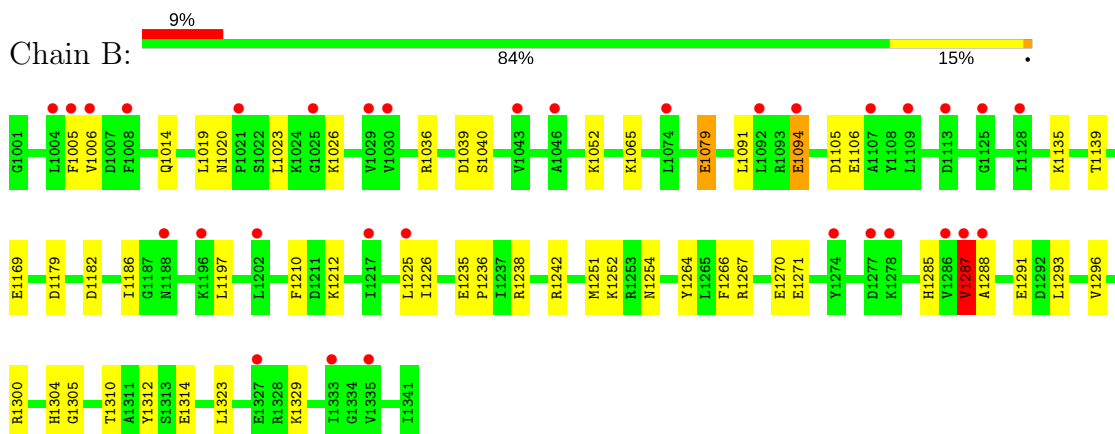 9%
Chain B:
84% 15% •
G1001 L1004 F1005 V1006 D1007 F1008 Q1014 L1019 N1020 P1021 S1022 L1023 K1024 G1025 K1026 V1029 V1030 R1036 D1039 S1040 V1043 A1046 K1052 K1065 L1074 E1079 L1091 L1092 R1093 E1094 D1105 E1106 A1107 Y1108 L1109 D1113 G1125 I1128 K1135 T1139
E1169 D1179 D1182 I1186 G1187 N1188 K1196 L1197 L1202 F1210 D1211 K1212 I1217 L1225 I1226 E1235 P1236 I1237 R1238 R1242 M1251 K1252 R1253 N1254 Y1264 L1265 F1266 R1267 E1270 E1271 Y1274 D1277 K1278 H1285 V1286 V1287 A1288 E1291 D1292 L1293 V1296
R1300 H1304 G1305 T1310 A1311 Y1312 S1313 E1314 L1323 E1327 R1328 K1329 I1333 G1334 V1335 I1341